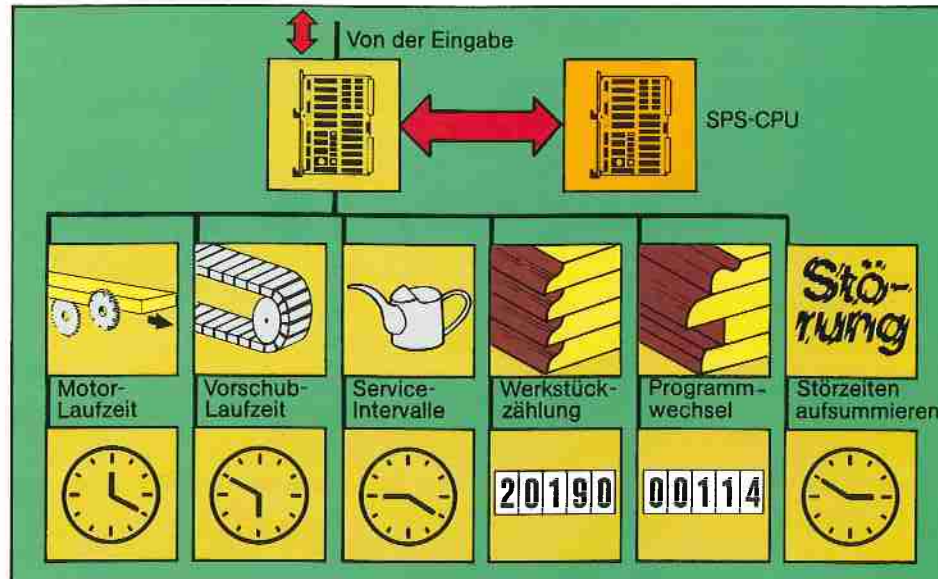 Von der Eingabe
SPS-CPU
Stö-
rung
Motor-
Laufzeit
Vorschub-
Laufzeit
Service-
Intervalle
Werkstück-
zählung
Programm-
wechsel
Störzeiten
aufsummieren
20190
00114